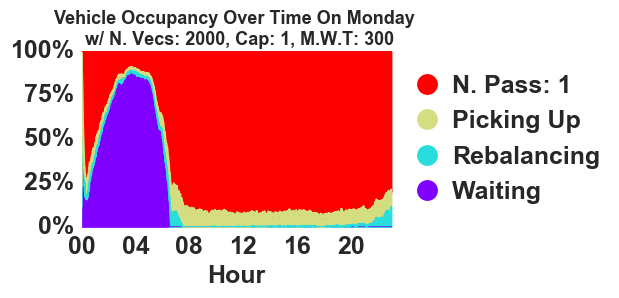 Vehicle Occupancy Over Time On Monday
w/ N. Vecs: 2000, Cap: 1, M.W.T: 300
100%
75%
50%
25%
0%
00 04 08 12 16 20
Hour
N. Pass: 1
Picking Up
Rebalancing
Waiting